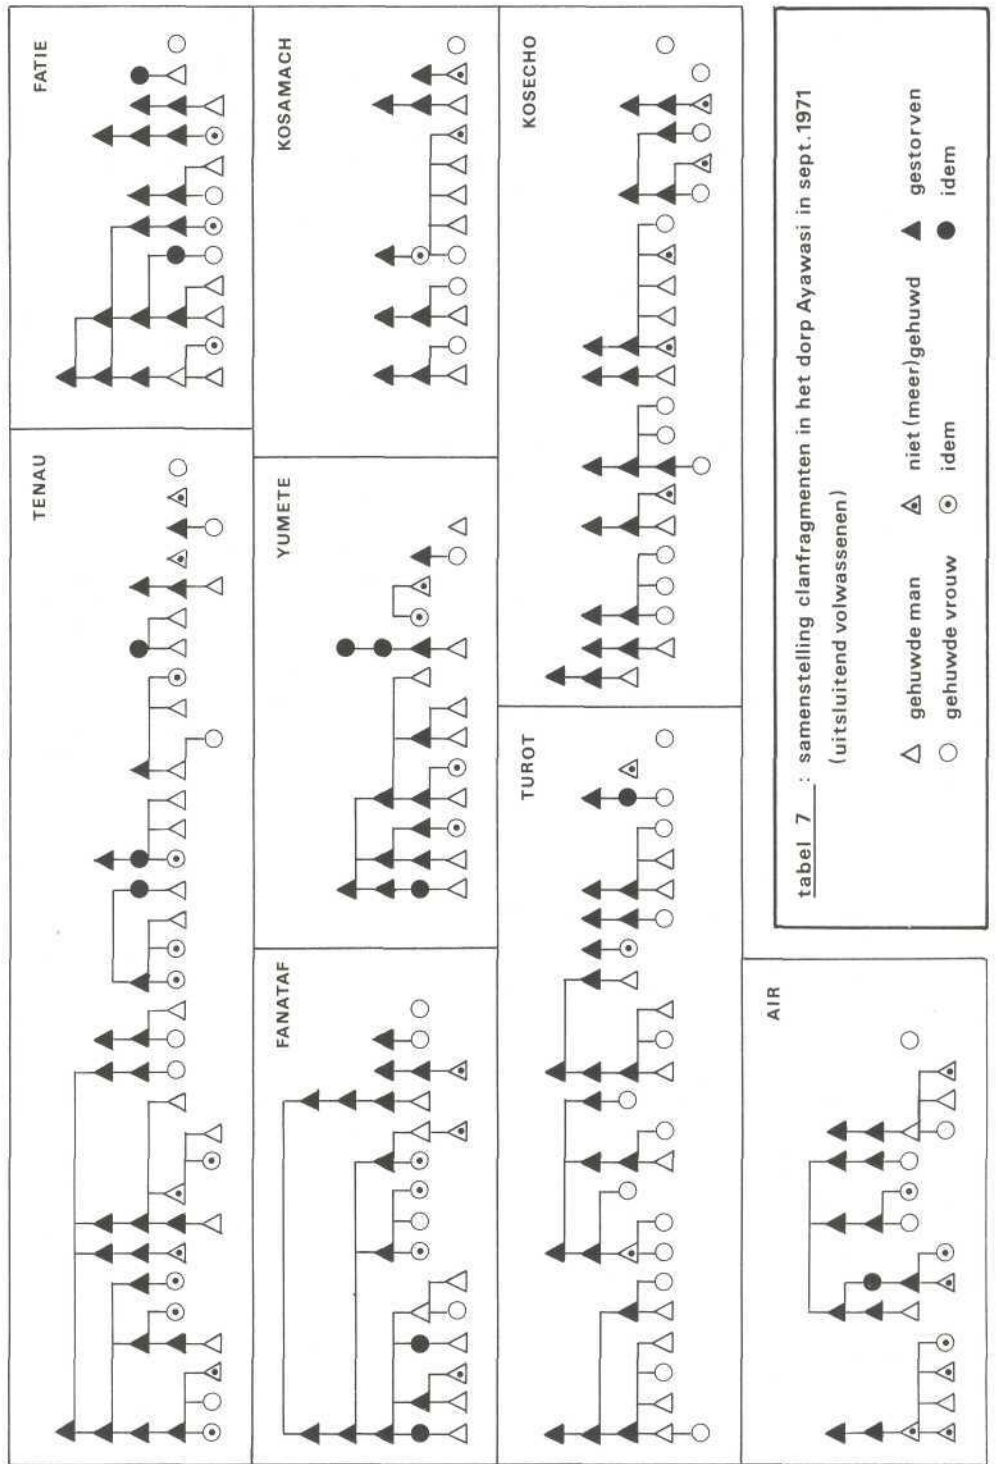 TENAU
FATIE
FANATAF
YUMETE
KOSAMACH
TUROT
KOSECHO
AIR
tabel 7 : samenstelling clanfragmenten in het dorp Ayawasi in sept.1971
(uitsluitend volwassenen)
gehuwde man niet (meer)gehuwd gestorven
gehuwde vrouw idem idem